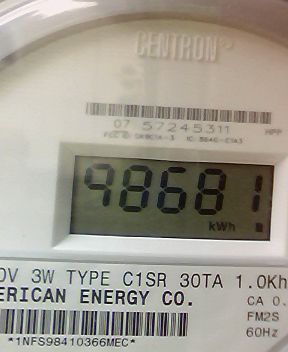 CENTRON
07 57245311 HPP
98681
kWh
0V 3W TYPE C1SR 30TA 1.0Kh
ERICAN ENERGY CO. CA 0.
FM2S
*1NFS98410366MEC* 60Hz